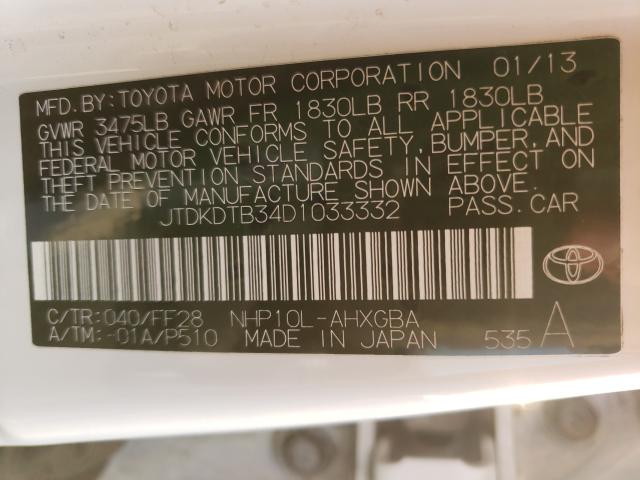 MFD.BY:TOYOTA MOTOR CORPORATION 01/13
GVWR 3475LB GAWR FR 1830LB RR 1830LB
THIS VEHICLE CONFORMS TO ALL APPLICABLE
FEDERAL MOTOR VEHICLE SAFETY,BUMPER,AND
THEFT PREVENTION STANDARDS IN EFFECT ON
THE DATE OF MANUFACTURE SHOWN ABOVE.
JTDKDTB34D1033332 PASS.CAR
C/TR:040/FF28 NHP10L-AHXGBA
A/TM:-01A/P510 MADE IN JAPAN 535 A